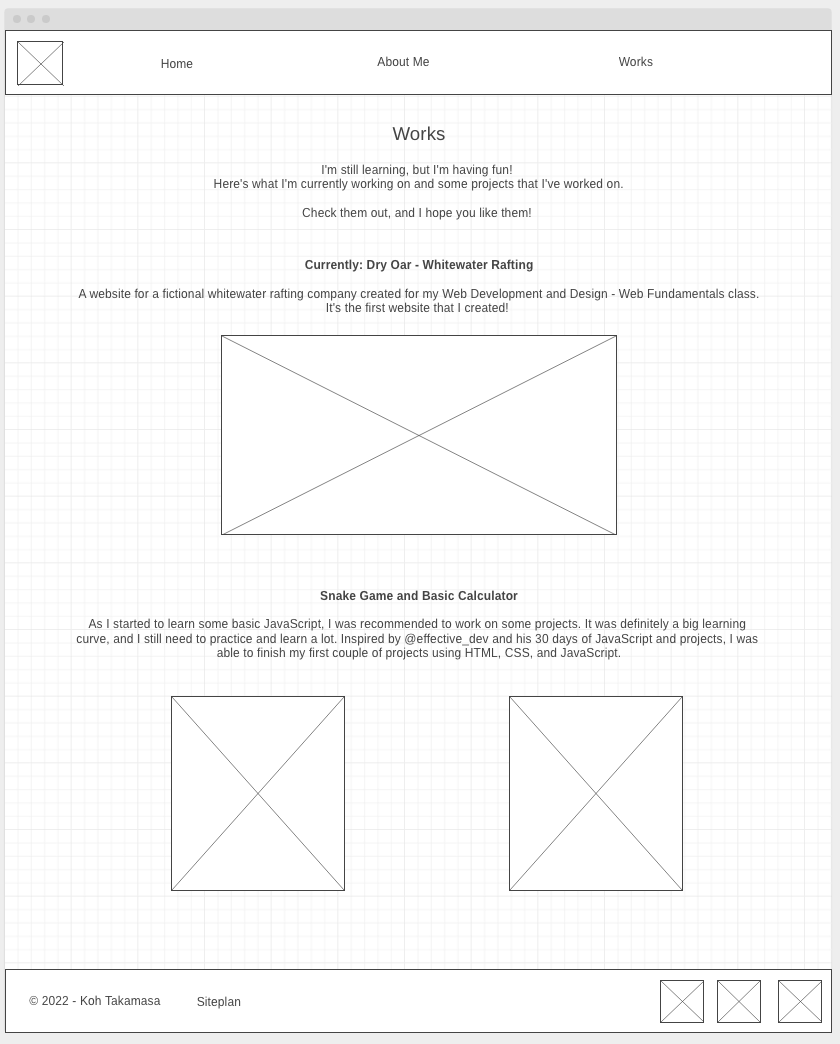 Home
About Me
Works
Works
I'm still learning, but I'm having fun!
Here's what I'm currently working on and some projects that I've worked on.
Check them out, and I hope you like them!
Currently: Dry Oar - Whitewater Rafting
A website for a fictional whitewater rafting company created for my Web Development and Design - Web Fundamentals class.
It's the first website that I created!
Snake Game and Basic Calculator
As I started to learn some basic JavaScript, I was recommended to work on some projects. It was definitely a big learning
curve, and I still need to practice and learn a lot. Inspired by @effective_dev and his 30 days of JavaScript and projects, I was
able to finish my first couple of projects using HTML, CSS, and JavaScript.
© 2022 - Koh Takamasa
Siteplan